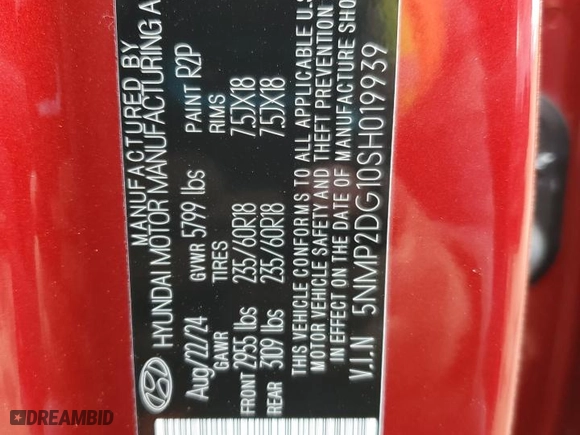 MANUFACTURED BY
HYUNDAI MOTOR MANUFACTURING A
Aug/22/24 GVWR 5799 lbs PAINT R2P
GAWR TIRES RIMS
FRONT 2955 lbs 235/60R18 7.5JX18
REAR 3109 lbs 235/60R18 7.5JX18
THIS VEHICLE CONFORMS TO ALL APPLICABLE U.S
MOTOR VEHICLE SAFETY AND THEFT PREVENTION
IN EFFECT ON THE DATE OF MANUFACTURE SHO
V.I.N 5NMP2DG10SH019939
DREAMBID